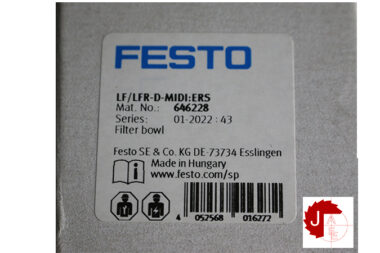 FESTO
LF/LFR-D-MIDI:ERS
Mat. No.: 646228
Series: 01-2022 : 43
Filter bowl
Festo SE & Co. KG DE-73734 Esslingen
Made in Hungary
www.festo.com/sp
4 052568 016272